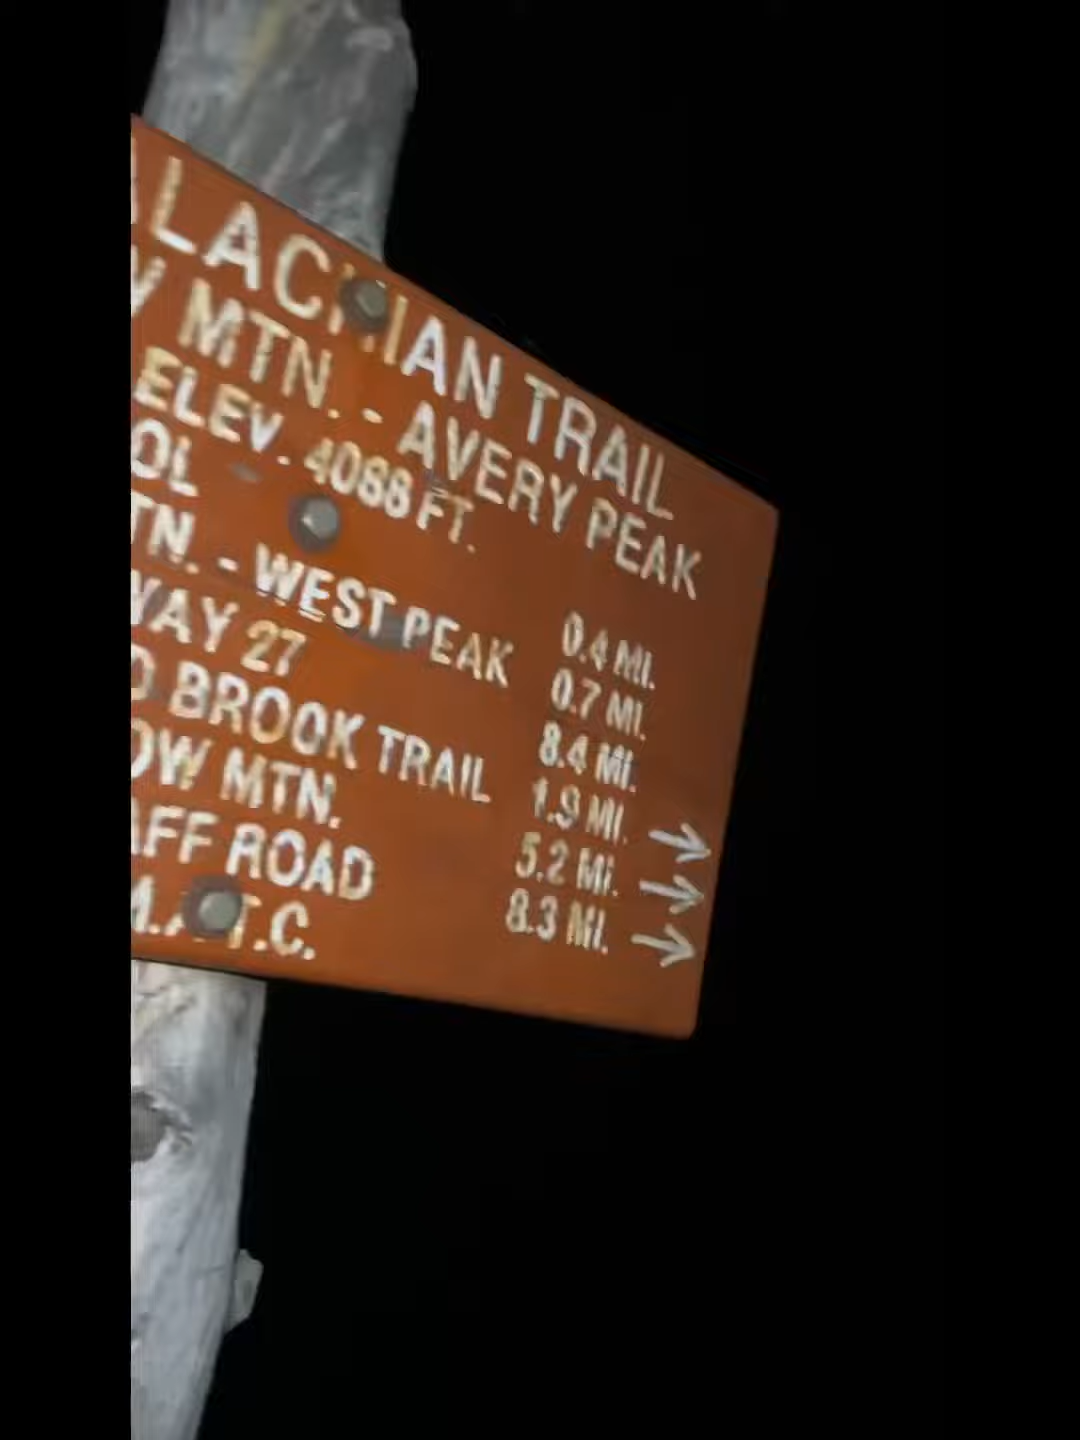 LACHIAN TRAIL
Y MTN. - AVERY PEAK
ELEV. 4088 FT.
OL 0.4 MI.
TN. - WEST PEAK 0.7 MI.
WAY 27 8.4 MI.
D BROOK TRAIL 1.9 MI. →
OW MTN. 5.2 MI. →
AFF ROAD 8.3 MI. →
M.A.T.C.